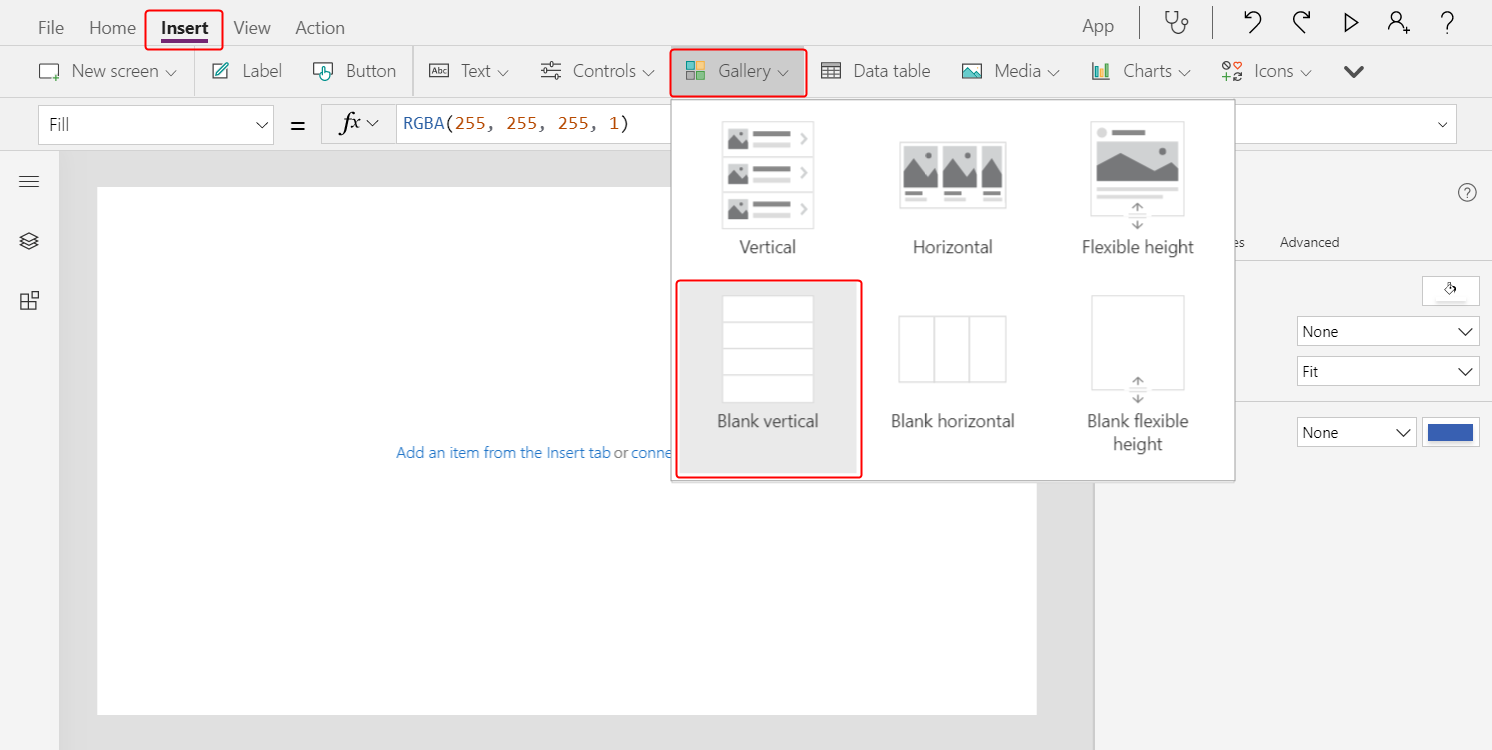 File Home Insert View Action App
New screen Label Button Abc Text Controls Gallery Data table Media Charts Icons
Fill = fx RGBA(255, 255, 255, 1)
Vertical Horizontal Flexible height
Advanced
None
Fit
Blank vertical Blank horizontal Blank flexible
height
None
Add an item from the Insert tab or